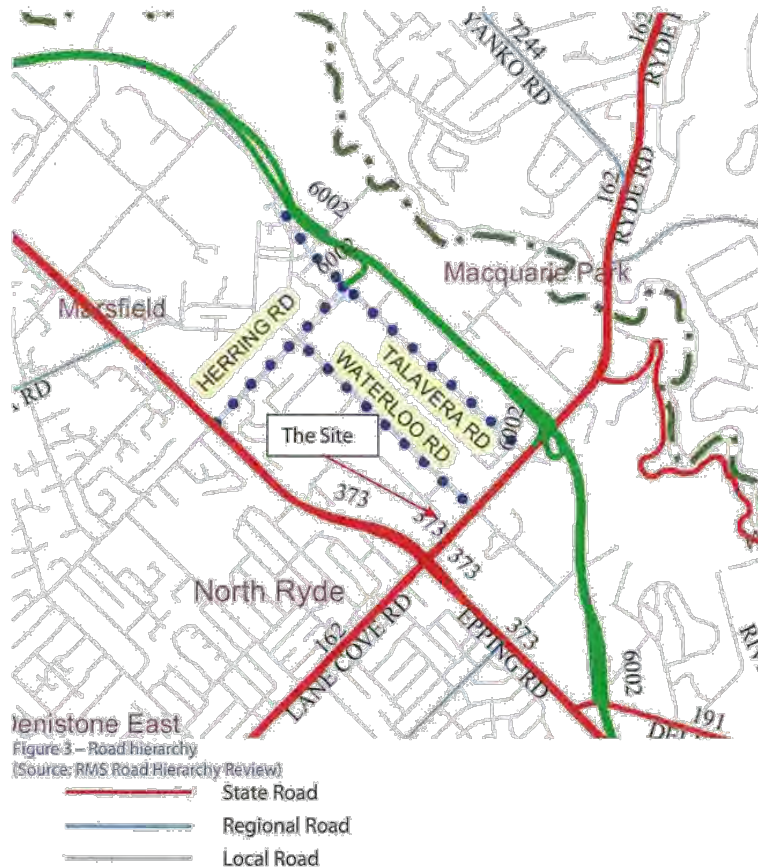 7244
YANKO RD
162
RYDE
6002
162
RYDE RD
6002
Macquarie Park
Marsfield
HERRING RD
TALAVERA RD
WATERLOO RD
RD
6002
The Site
373
373
373
North Ryde
162
LANE COVE RD
373
EPPING RD
6002
191
Denistone East
Figure 3 – Road hierarchy
(Source: RMS Road Hierarchy Review)
State Road
Regional Road
Local Road